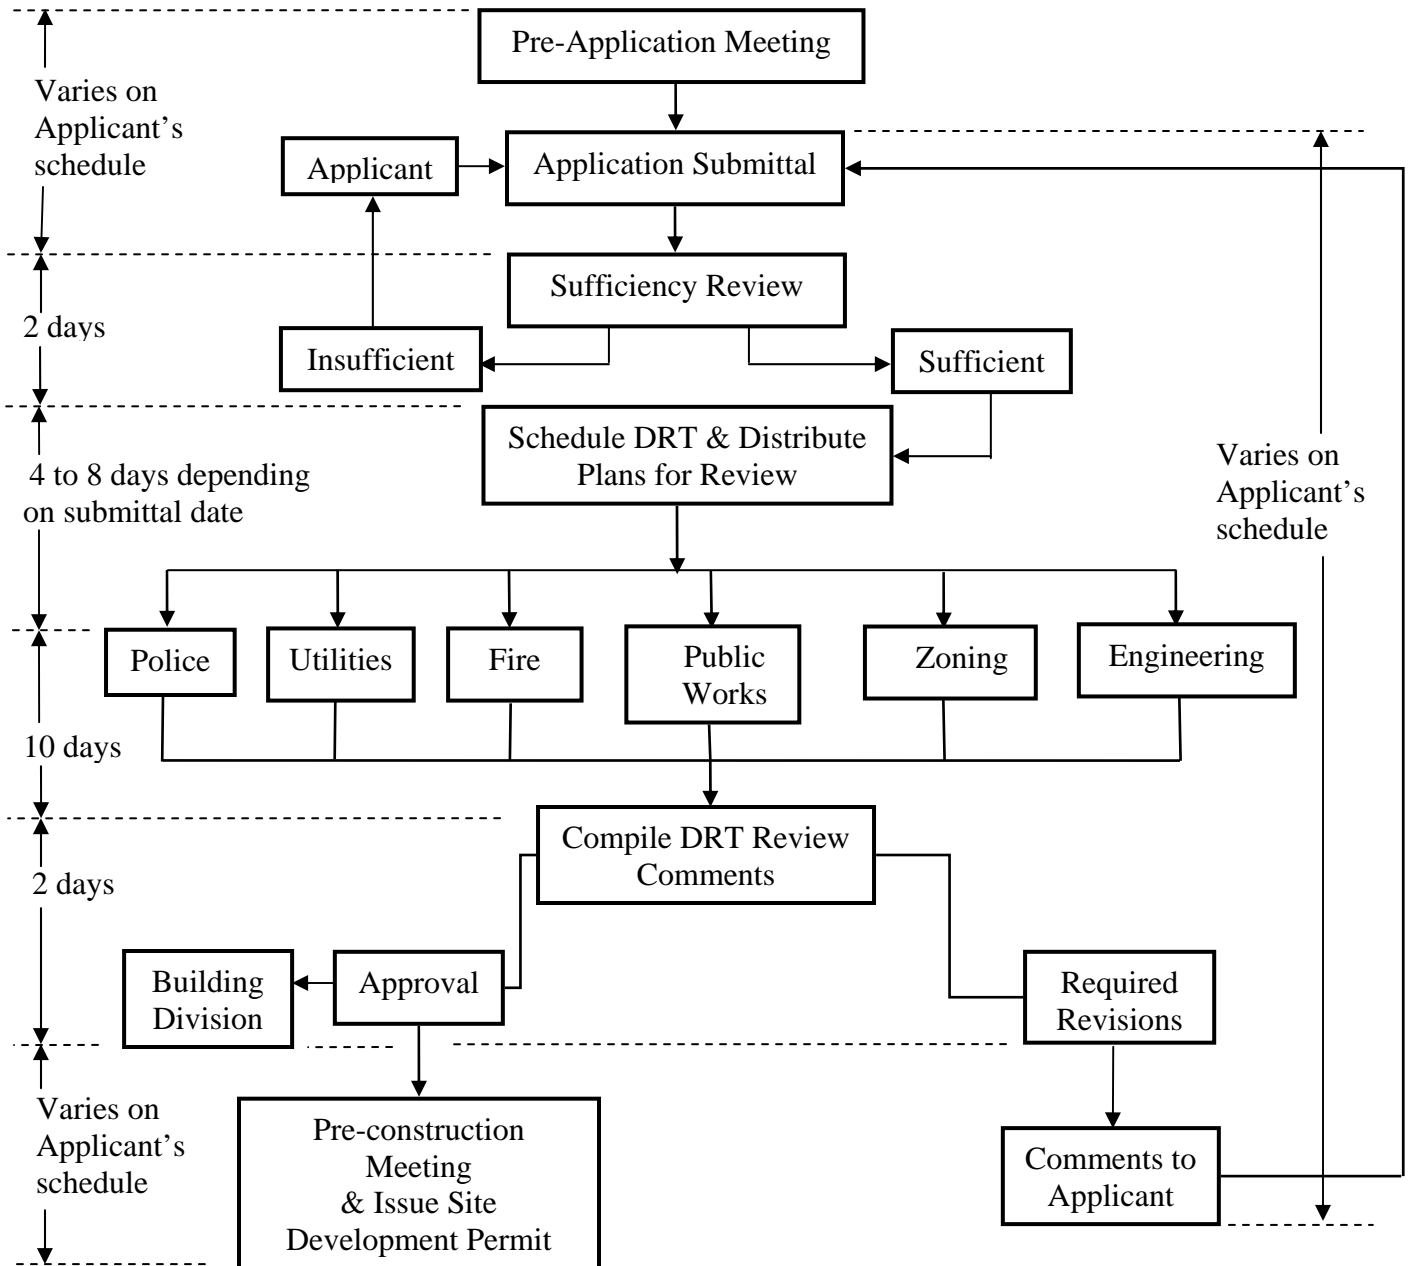 Pre-Application Meeting
Varies on
Applicant’s
schedule
Applicant
Application Submittal
Sufficiency Review
2 days
Insufficient
Sufficient
Schedule DRT & Distribute
Plans for Review
4 to 8 days depending
on submittal date
Varies on
Applicant’s
schedule
Police
Utilities
Fire
Public
Works
Zoning
Engineering
10 days
Compile DRT Review
Comments
2 days
Building
Division
Approval
Required
Revisions
Varies on
Applicant’s
schedule
Pre-construction
Meeting
& Issue Site
Development Permit
Comments to
Applicant